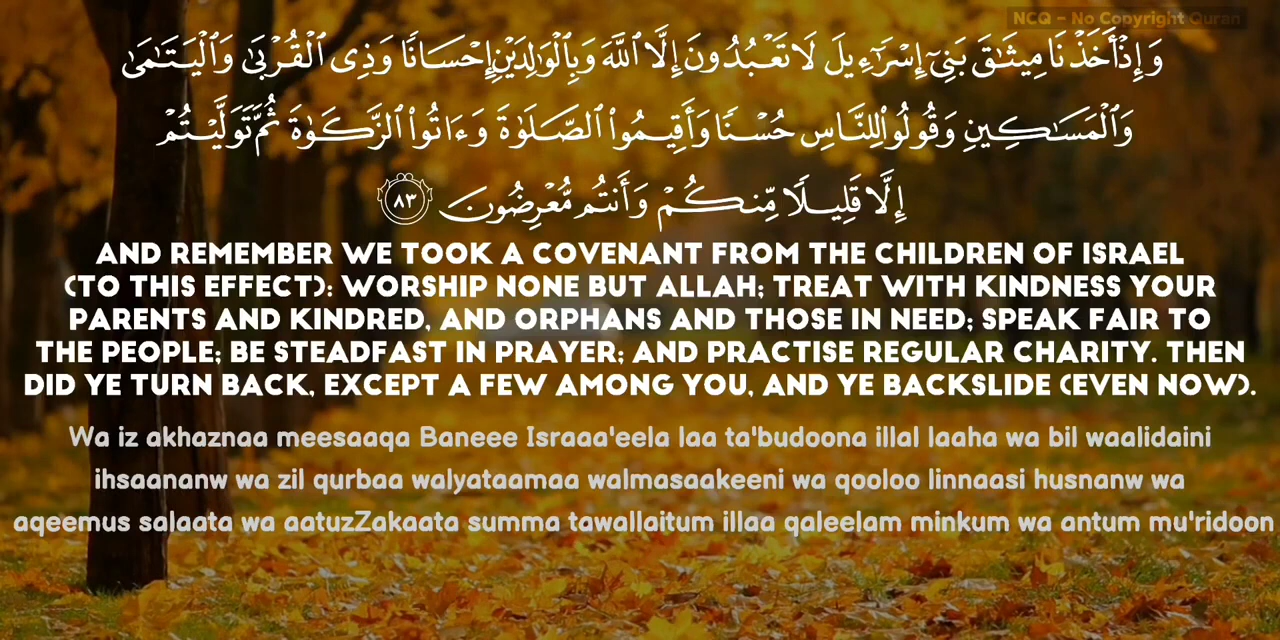 NCQ - No Copyright Quran
وَإِذْ أَخَذْنَا مِيثَٰقَ بَنِىٓ إِسْرَٰٓءِيلَ لَا تَعْبُدُونَ إِلَّا ٱللَّهَ وَبِٱلْوَٰلِدَيْنِ إِحْسَانًا وَذِى ٱلْقُرْبَىٰ وَٱلْيَتَٰمَىٰ
وَٱلْمَسَٰكِينِ وَقُولُوا۟ لِلنَّاسِ حُسْنًا وَأَقِيمُوا۟ ٱلصَّلَوٰةَ وَءَاتُوا۟ ٱلزَّكَوٰةَ ثُمَّ تَوَلَّيْتُمْ
إِلَّا قَلِيلًا مِّنكُمْ وَأَنتُم مُّعْرِضُونَ ٨٣
AND REMEMBER WE TOOK A COVENANT FROM THE CHILDREN OF ISRAEL
(TO THIS EFFECT): WORSHIP NONE BUT ALLAH; TREAT WITH KINDNESS YOUR
PARENTS AND KINDRED, AND ORPHANS AND THOSE IN NEED; SPEAK FAIR TO
THE PEOPLE; BE STEADFAST IN PRAYER; AND PRACTISE REGULAR CHARITY. THEN
DID YE TURN BACK, EXCEPT A FEW AMONG YOU, AND YE BACKSLIDE (EVEN NOW).
Wa iz akhaznaa meesaaqa Baneee Israaa'eela laa ta'budoona illal laaha wa bil waalidaini
ihsaananw wa zil qurbaa walyataamaa walmasaakeeni wa qooloo linnaasi husnanw wa
aqeemus salaata wa aatuzZakaata summa tawallaitum illaa qaleelam minkum wa antum mu'ridoon